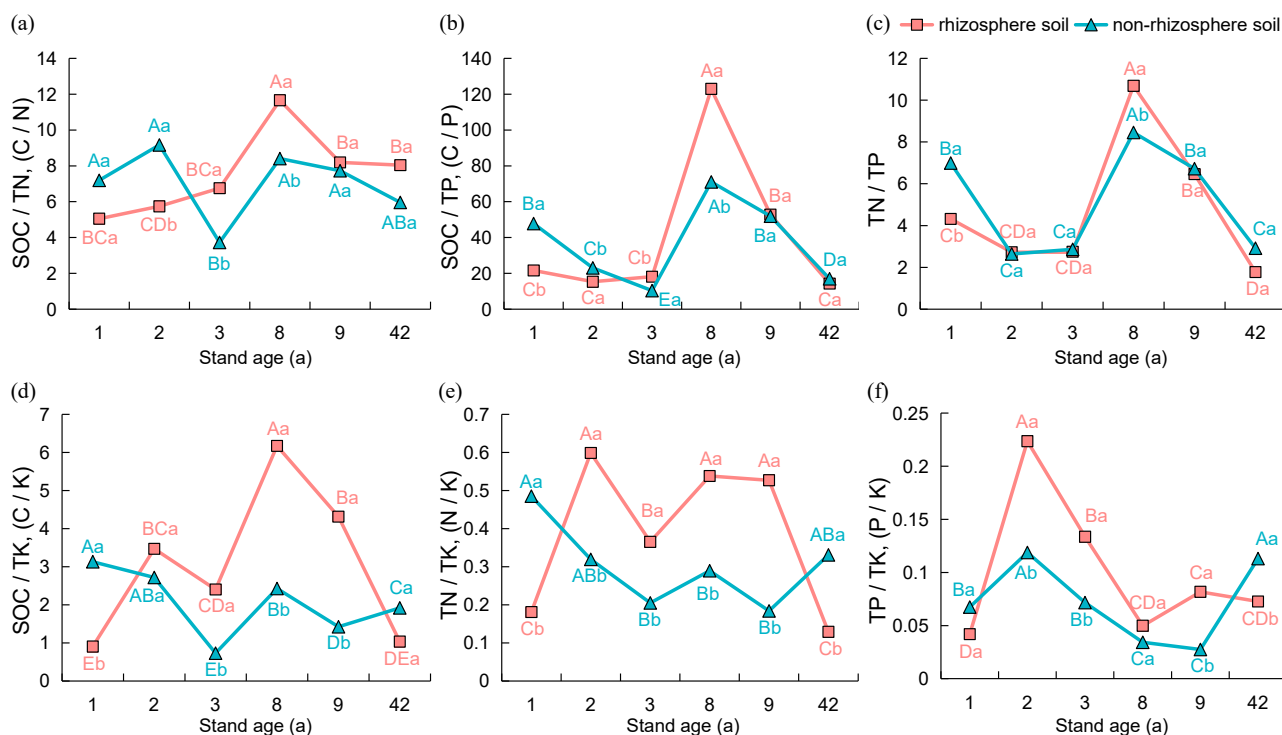 (a)
SOC / TN, (C / N)
14
12
10
8
6
4
2
0
Aa
Aa
BCa
Aa
Ba
Ba
BCa
CDb
Bb
Ab
Aa
ABa
1 2 3 8 9 42
Stand age (a)
(b)
SOC / TP, (C / P)
140
120
100
80
60
40
20
0
Aa
Ba
Cb
Cb
Ba
Da
Cb
Ca
Ea
Ab
Ba
Ca
1 2 3 8 9 42
Stand age (a)
(c)
rhizosphere soil non-rhizosphere soil
TN / TP
12
10
8
6
4
2
0
Aa
Ba
Ab
Ba
CDa
Ca
Ba
Ca
Cb
Ca
CDa
Da
1 2 3 8 9 42
Stand age (a)
(d)
SOC / TK, (C / K)
7
6
5
4
3
2
1
0
Aa
Aa
BCa
Ba
ABa
CDa
Bb
Ca
Eb
Eb
Db
DEa
1 2 3 8 9 42
Stand age (a)
(e)
TN / TK, (N / K)
0.7
0.6
0.5
0.4
0.3
0.2
0.1
0
Aa
Aa
Ba
Aa
Aa
ABa
ABb
Cb
Bb
Bb
Bb
Cb
1 2 3 8 9 42
Stand age (a)
(f)
TP / TK, (P / K)
0.25
0.2
0.15
0.1
0.05
0
Aa
Ba
Aa
Ba
Ab
CDa
Ca
CDb
Da
Bb
Ca
Cb
1 2 3 8 9 42
Stand age (a)